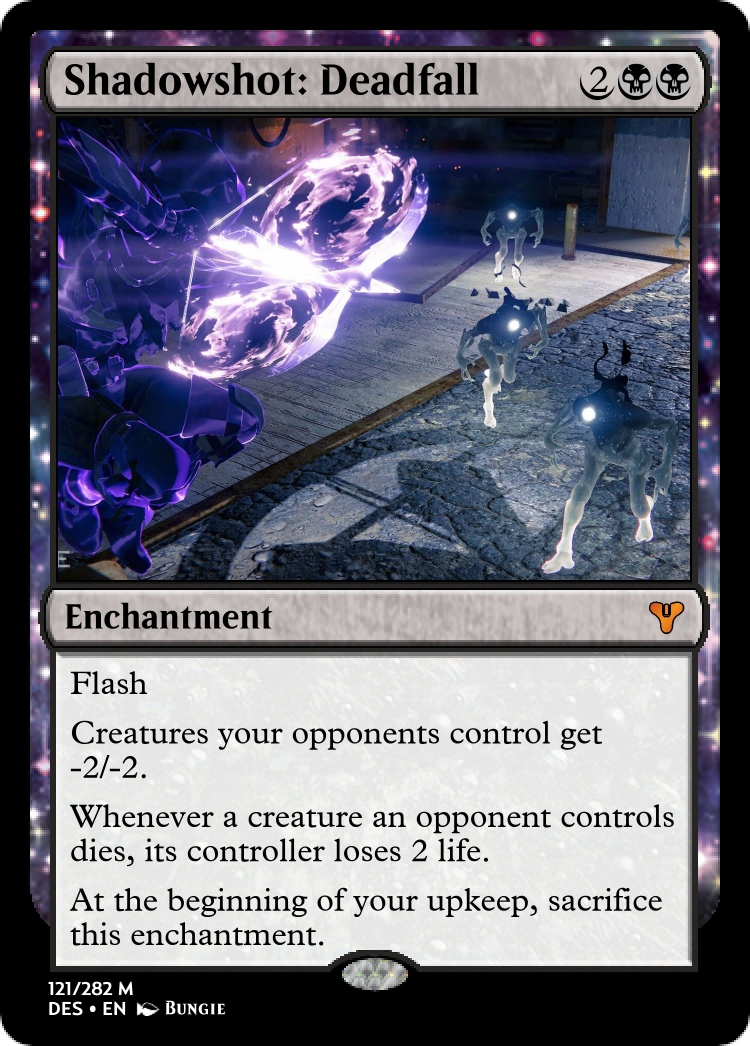 Shadowshot: Deadfall 2
Enchantment
Flash
Creatures your opponents control get
-2/-2.
Whenever a creature an opponent controls
dies, its controller loses 2 life.
At the beginning of your upkeep, sacrifice
this enchantment.
121/282 M
DES • EN Bungie